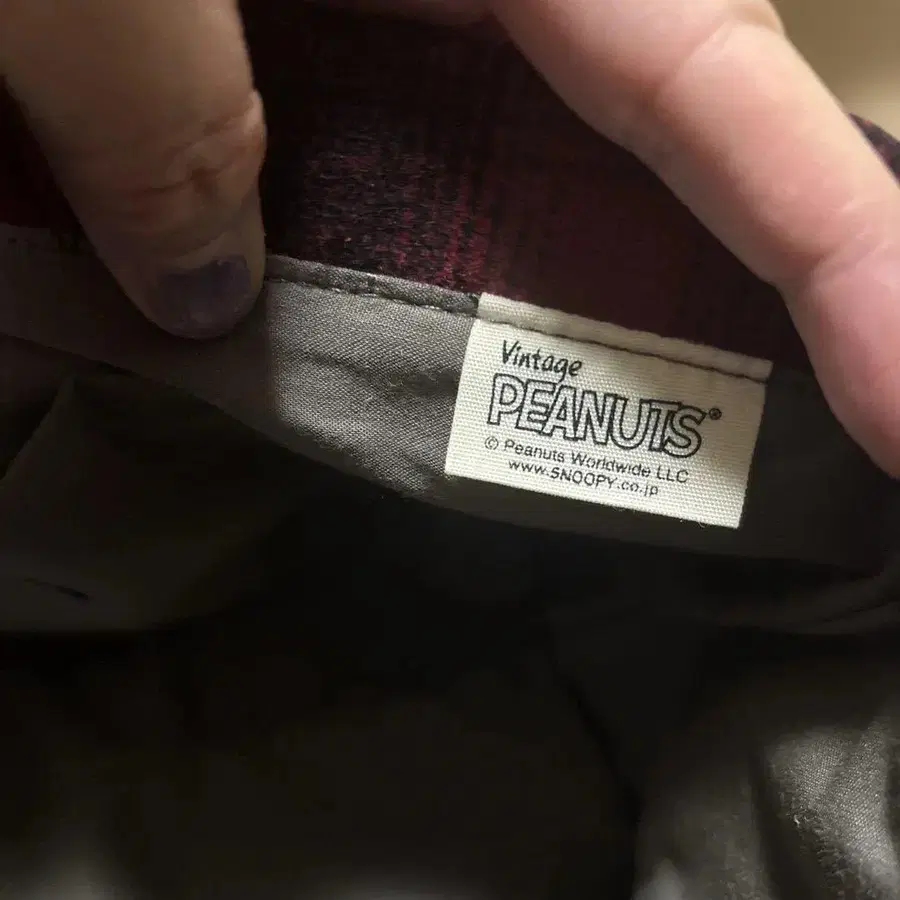 Vintage
PEANUTS®
© Peanuts Worldwide LLC
www.SNOOPY.co.jp